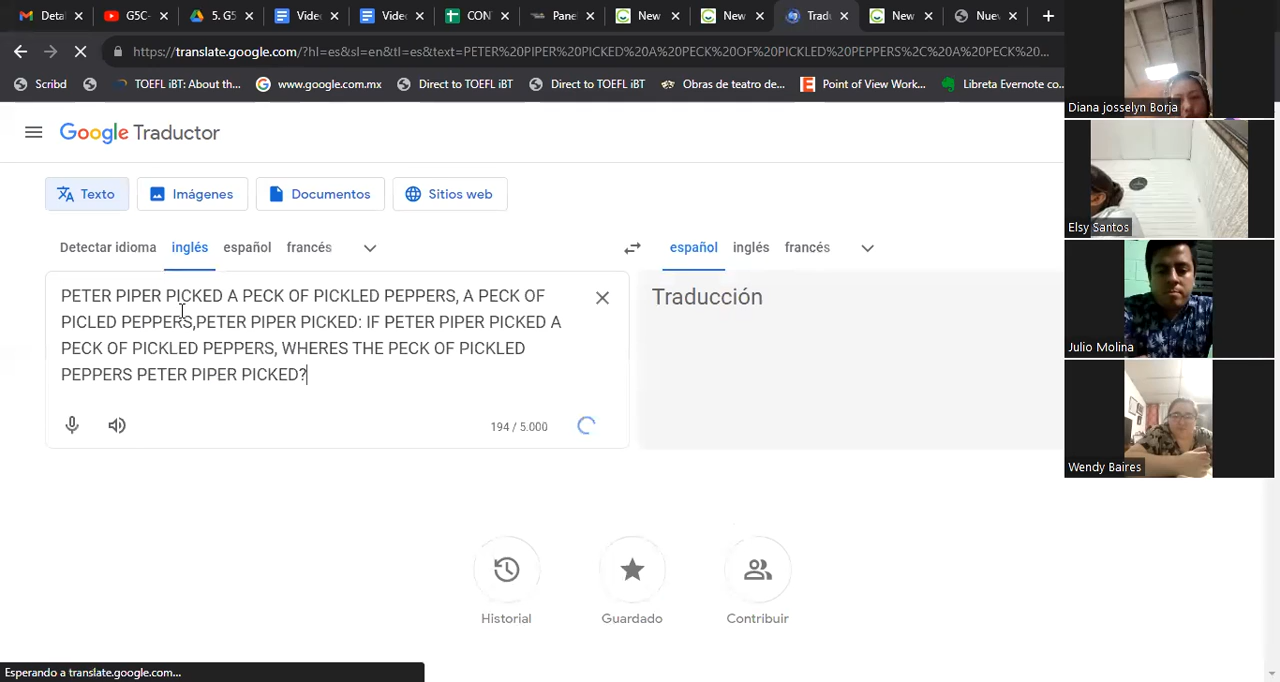 Detal
G5C-
5. G5
Video
Video
CON
Pane
New
New
Tradu
New
Nuev
https://translate.google.com/?hl=es&sl=en&tl=es&text=PETER%20PIPER%20PICKED%20A%20PECK%20OF%20PICKLED%20PEPPERS%2C%20A%20PECK%20...
Scribd
TOEFL iBT: About th...
www.google.com.mx
Direct to TOEFL iBT
Direct to TOEFL iBT
Obras de teatro de...
Point of View Work...
Libreta Evernote co...
Google Traductor
Texto
Imágenes
Documentos
Sitios web
Detectar idioma
inglés
español
francés
español
inglés
francés
PETER PIPER PICKED A PECK OF PICKLED PEPPERS, A PECK OF
PICLED PEPPERS,PETER PIPER PICKED: IF PETER PIPER PICKED A
PECK OF PICKLED PEPPERS, WHERES THE PECK OF PICKLED
PEPPERS PETER PIPER PICKED?
194 / 5.000
Traducción
Historial
Guardado
Contribuir
Esperando a translate.google.com...
Diana josselyn Borja
Elsy Santos
Julio Molina
Wendy Baires